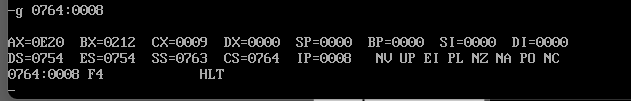 -g 0764:0008
AX=0E20 BX=0212 CX=0009 DX=0000 SP=0000 BP=0000 SI=0000 DI=0000
DS=0754 ES=0754 SS=0763 CS=0764 IP=0008 NV UP EI PL NZ NA PO NC
0764:0008 F4 HLT
-